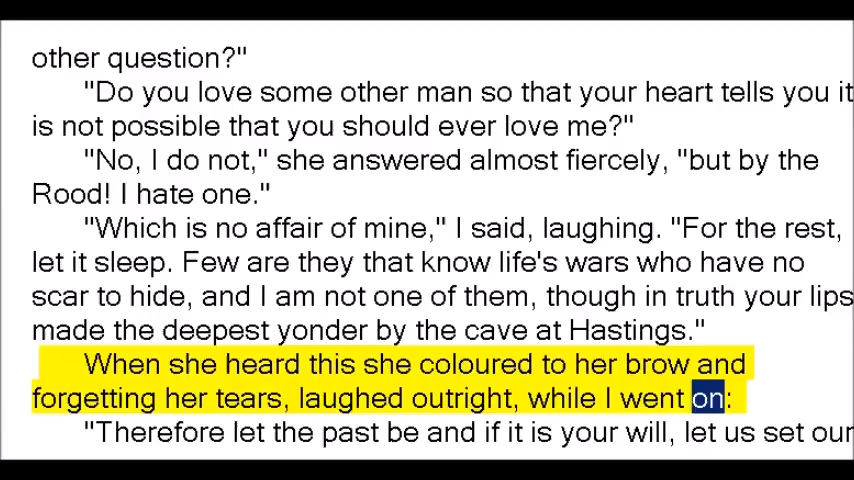 other question?"
"Do you love some other man so that your heart tells you it
is not possible that you should ever love me?"
"No, I do not," she answered almost fiercely, "but by the
Rood! I hate one."
"Which is no affair of mine," I said, laughing. "For the rest,
let it sleep. Few are they that know life's wars who have no
scar to hide, and I am not one of them, though in truth your lips
made the deepest yonder by the cave at Hastings."
When she heard this she coloured to her brow and
forgetting her tears, laughed outright, while I went on:
"Therefore let the past be and if it is your will, let us set our